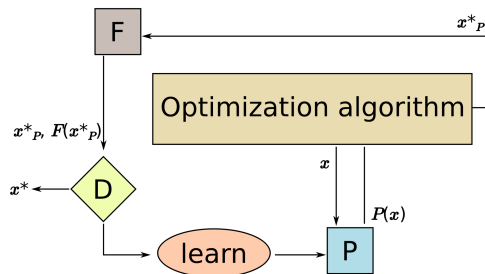 x*P
F
Optimization algorithm
x*P, F(x*P)
x
D
x*
P(x)
learn
P